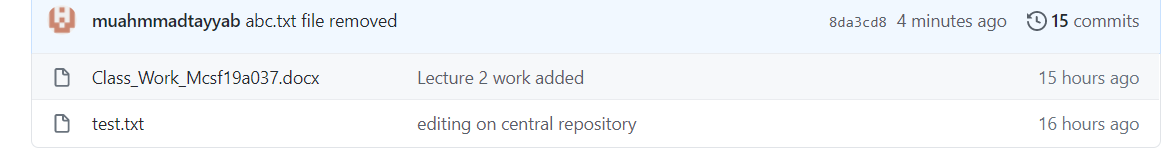 muahmmadtayyab abc.txt file removed 8da3cd8 4 minutes ago 15 commits
Class_Work_Mcsf19a037.docx Lecture 2 work added 15 hours ago
test.txt editing on central repository 16 hours ago